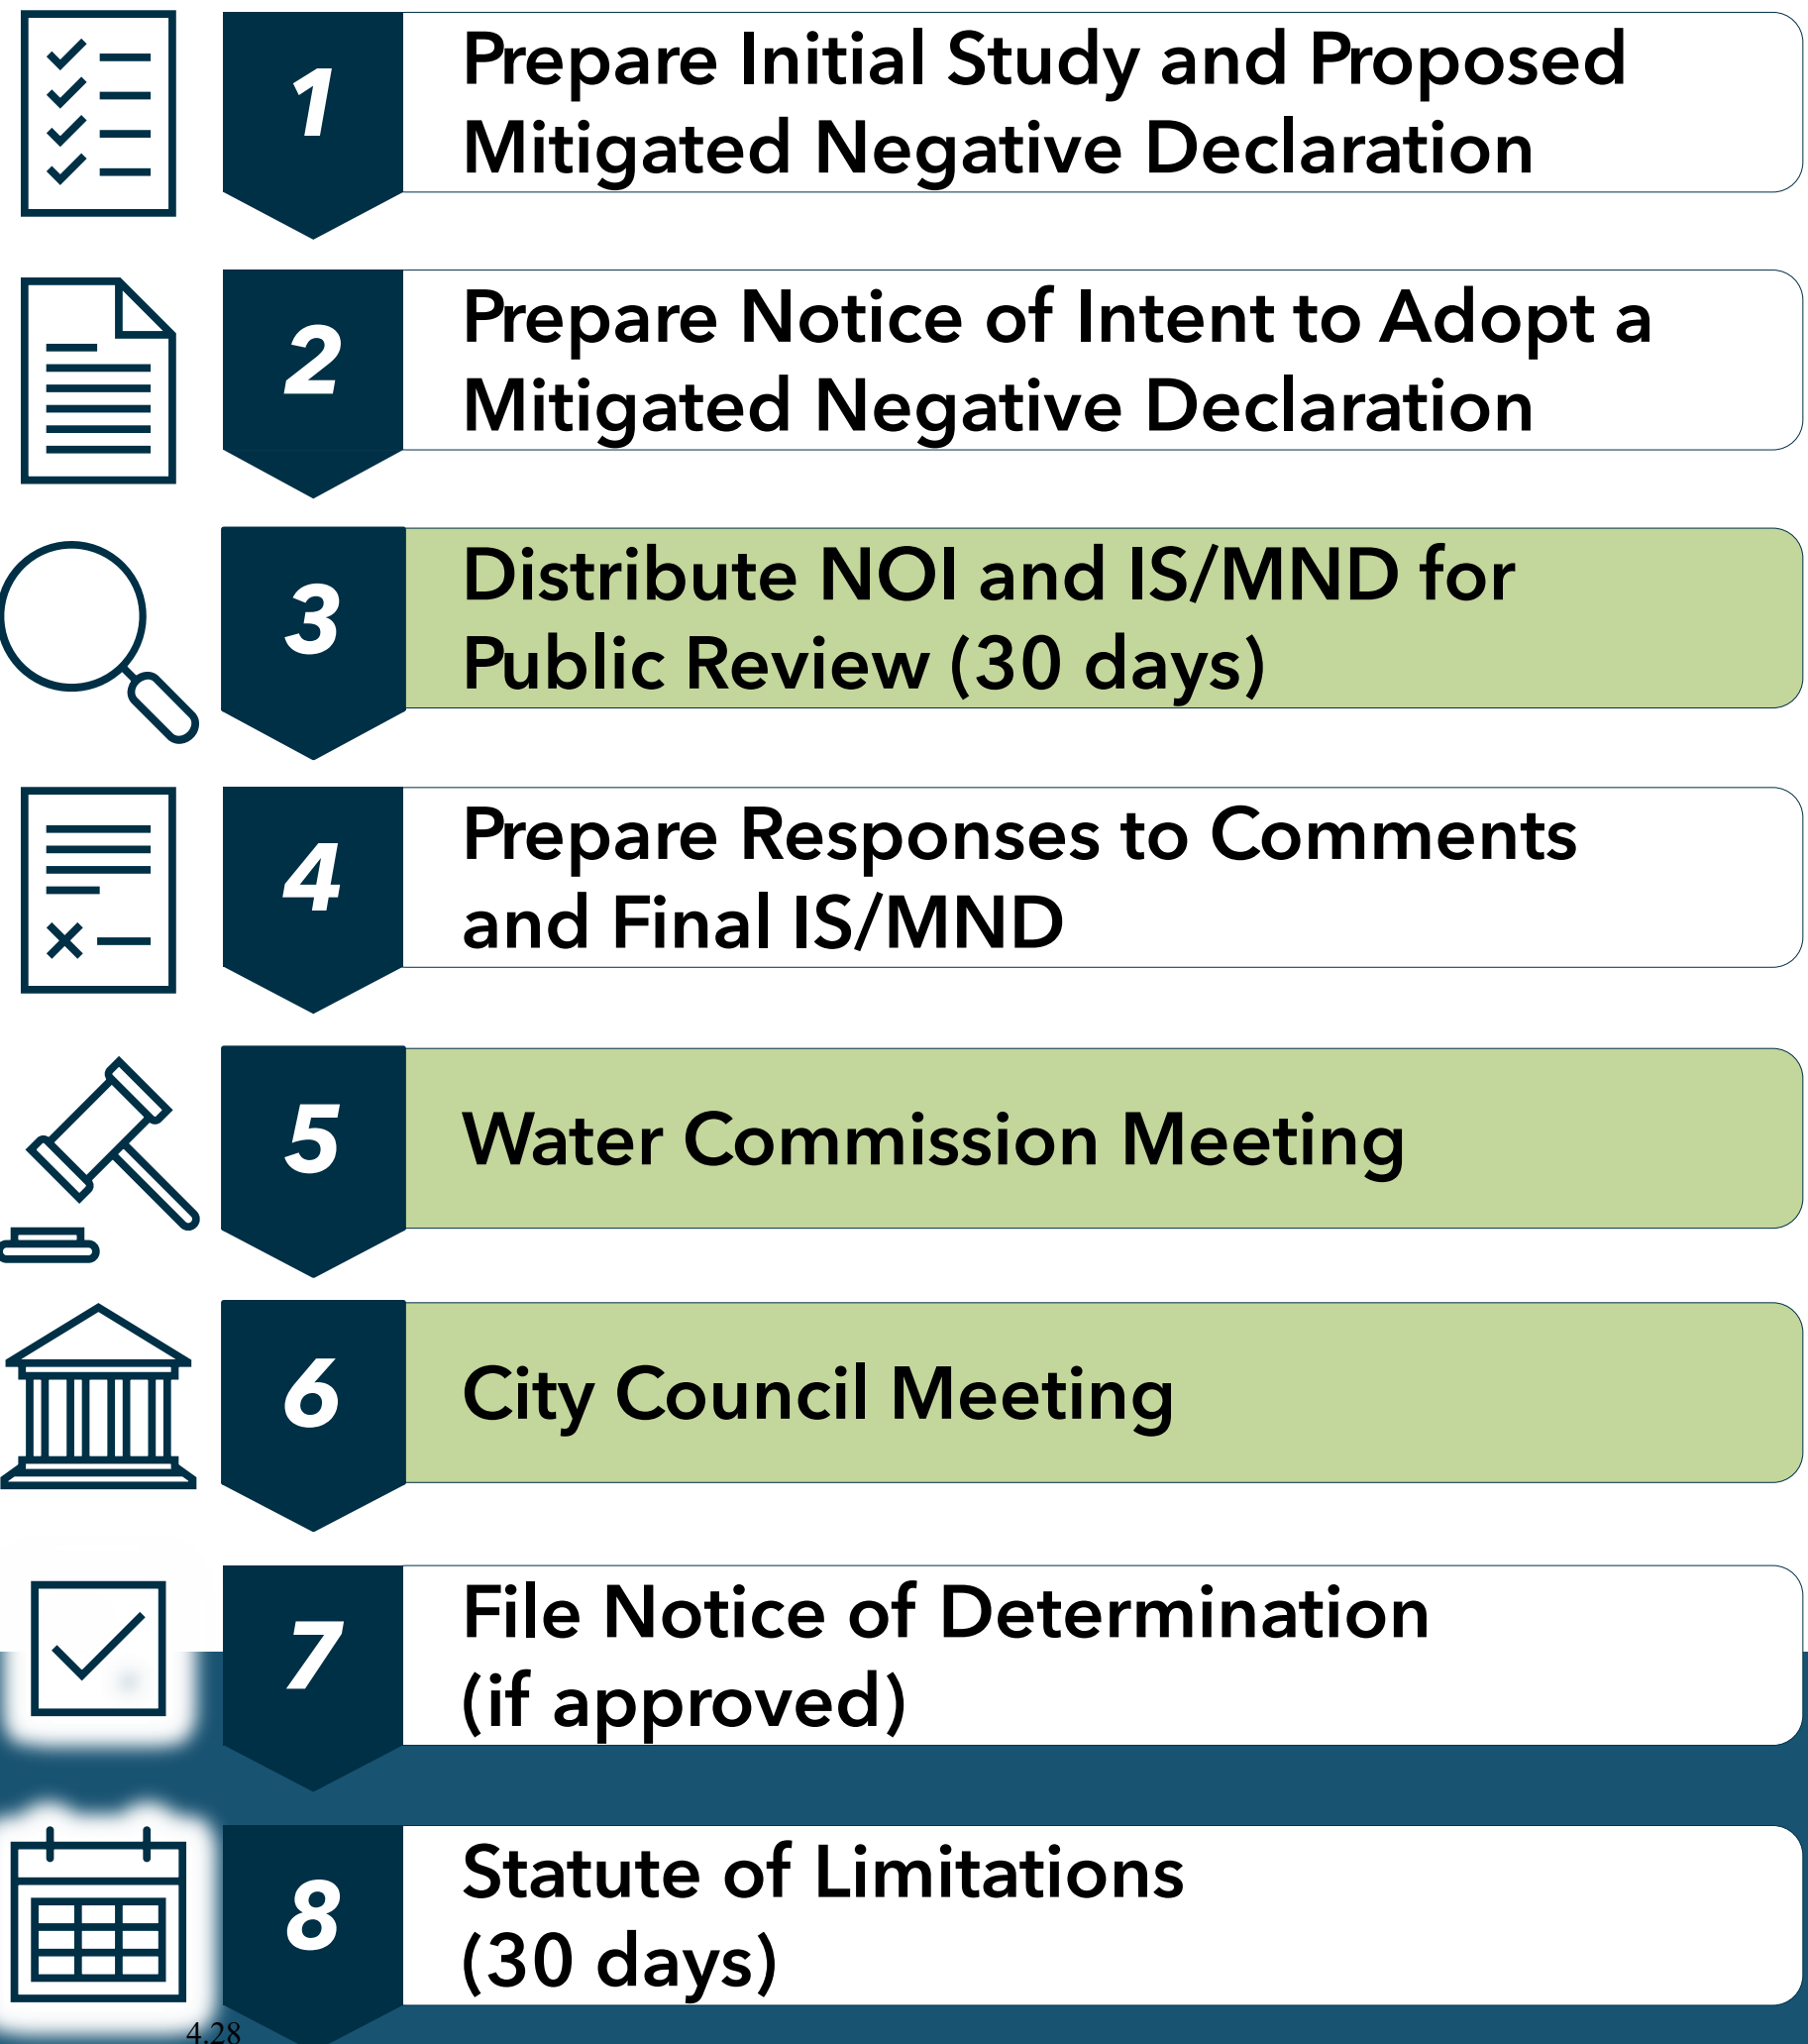 1
Prepare Initial Study and Proposed
Mitigated Negative Declaration
2
Prepare Notice of Intent to Adopt a
Mitigated Negative Declaration
3
Distribute NOI and IS/MND for
Public Review (30 days)
4
Prepare Responses to Comments
and Final IS/MND
5
Water Commission Meeting
6
City Council Meeting
7
File Notice of Determination
(if approved)
8
Statute of Limitations
(30 days)
4.28